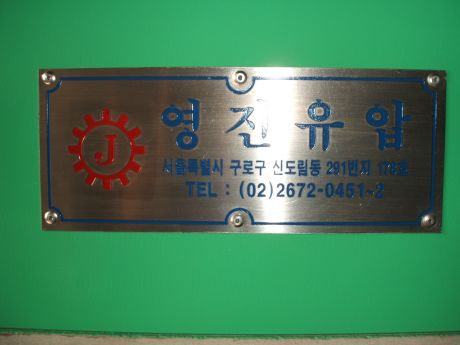 J
영진유압
서울특별시 구로구 신도림동 291번지 178호
TEL : (02)2672-0451~2